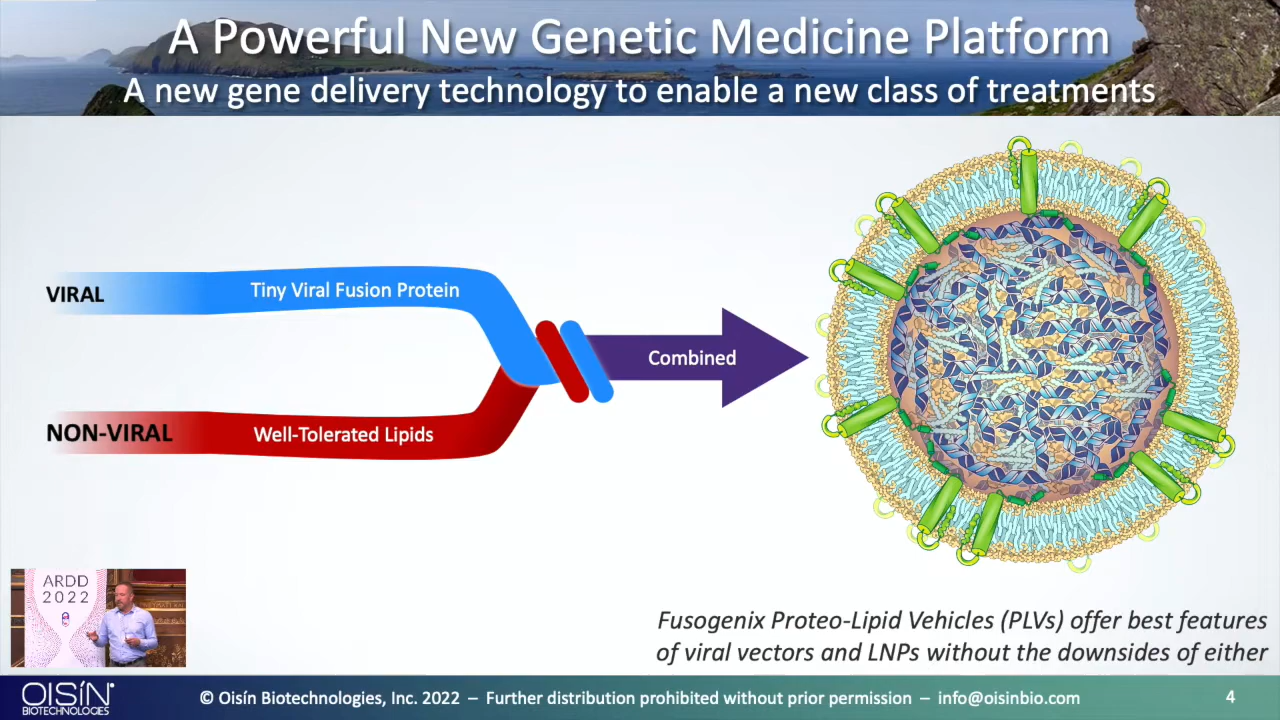 A Powerful New Genetic Medicine Platform
A new gene delivery technology to enable a new class of treatments
VIRAL
Tiny Viral Fusion Protein
Combined
NON-VIRAL
Well-Tolerated Lipids
ARDD
2022
Fusogenix Proteo-Lipid Vehicles (PLVs) offer best features
of viral vectors and LNPs without the downsides of either
OISÍN
BIOTECHNOLOGIES
© Oisín Biotechnologies, Inc. 2022 – Further distribution prohibited without prior permission – info@oisinbio.com
4